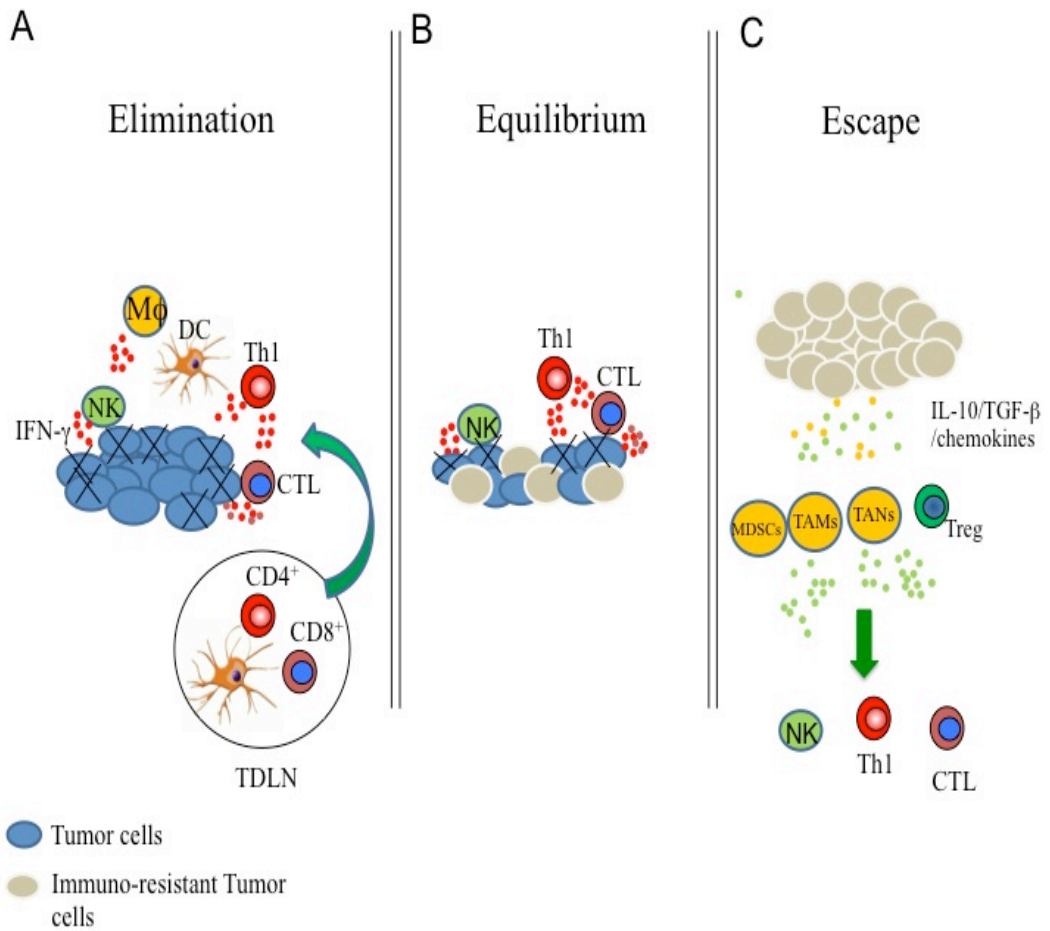 A
Elimination
Mφ
DC
Th1
NK
IFN-γ
CTL
CD4+
CD8+
TDLN
B
Equilibrium
Th1
CTL
NK
C
Escape
IL-10/TGF-β
/chemokines
MDSCs
TAMs
TANs
Treg
NK
Th1
CTL
Tumor cells
Immuno-resistant Tumor
cells